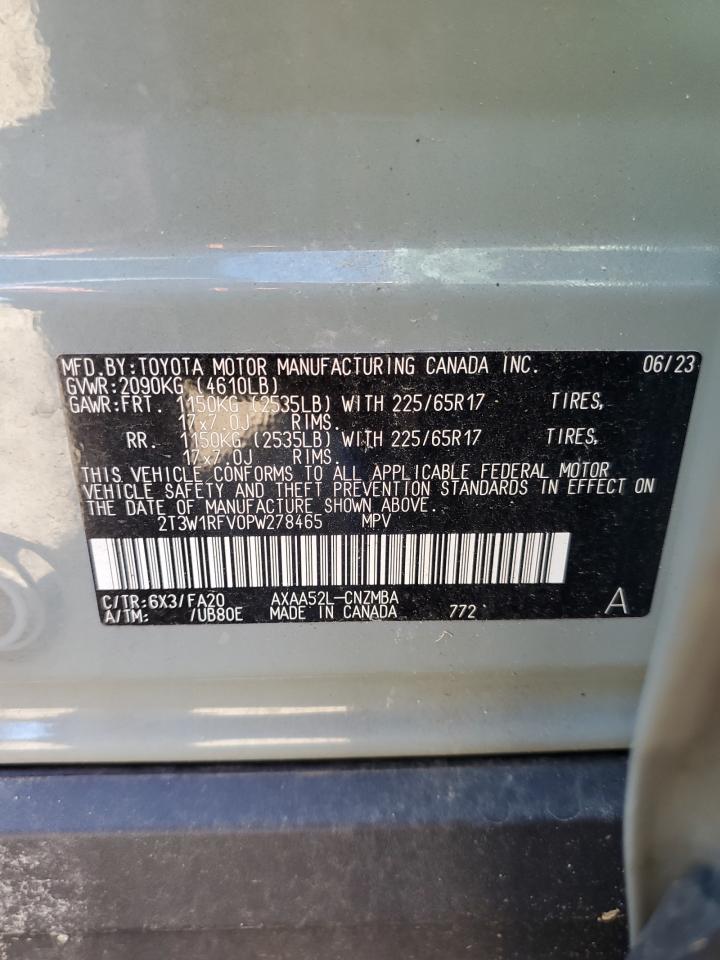 MFD.BY:TOYOTA MOTOR MANUFACTURING CANADA INC. 06/23
GVWR:2090KG (4610LB)
GAWR:FRT. 1150KG (2535LB) WITH 225/65R17 TIRES,
17x7.0J RIMS.
RR. 1150KG (2535LB) WITH 225/65R17 TIRES,
17x7.0J RIMS.
THIS VEHICLE CONFORMS TO ALL APPLICABLE FEDERAL MOTOR
VEHICLE SAFETY AND THEFT PREVENTION STANDARDS IN EFFECT ON
THE DATE OF MANUFACTURE SHOWN ABOVE.
2T3W1RFV0PW278465 MPV
C/TR:6X3/FA20 AXAA52L-CNZMBA
A/TM: /UB80E MADE IN CANADA 772 A